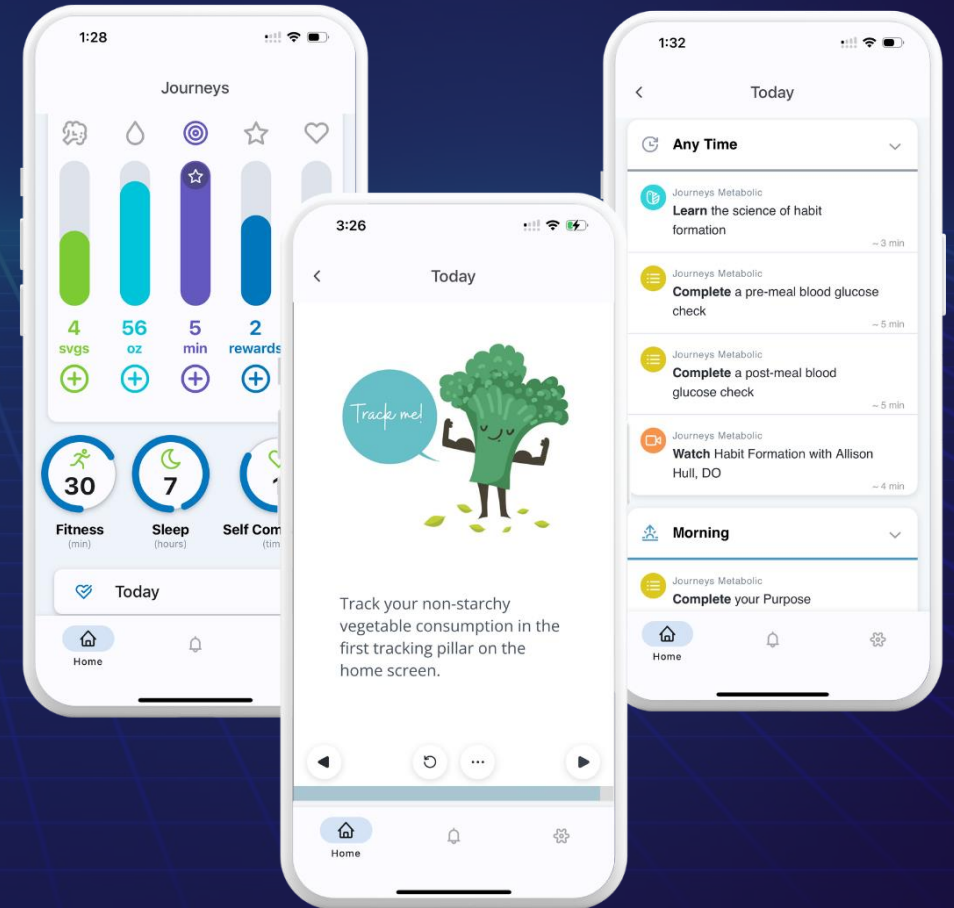 1:28
Journeys
4
56
5
2
svgs
oz
min
rewards
30
7
Fitness
Sleep
Self Com
(min)
(hours)
(tim
Today
Home
3:26
Today
Track me!
Track your non-starchy
vegetable consumption in the
first tracking pillar on the
home screen.
Home
1:32
Today
Any Time
Journeys Metabolic
Learn the science of habit
formation
~ 3 min
Journeys Metabolic
Complete a pre-meal blood glucose
check
~ 5 min
Journeys Metabolic
Complete a post-meal blood
glucose check
~ 5 min
Journeys Metabolic
Watch Habit Formation with Allison
Hull, DO
~ 4 min
Morning
Journeys Metabolic
Complete your Purpose
Home